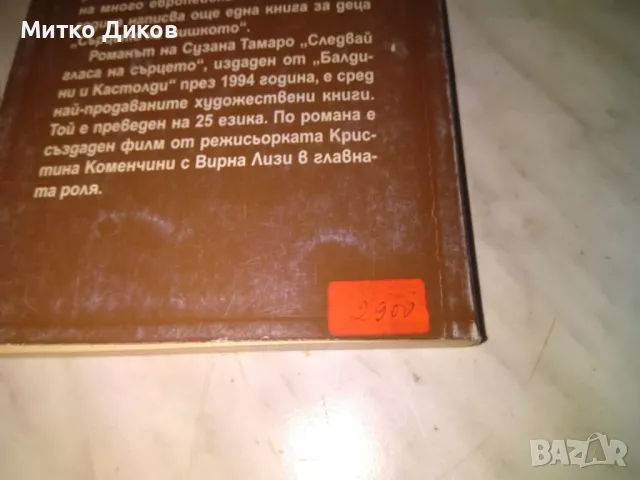 Митко Диков
на много европейски
написва още една книга за деца
Романът на Сузана Тамаро „Следвай
гласа на сърцето“, издаден от „Балди-
ни и Кастолди“ през 1994 година, е сред
най-продаваните художествени книги.
Той е преведен на 25 езика. По романа е
създаден филм от режисьорката Крис-
тина Коменчини с Вирна Лизи в главна-
та роля.
2900
BAZAR